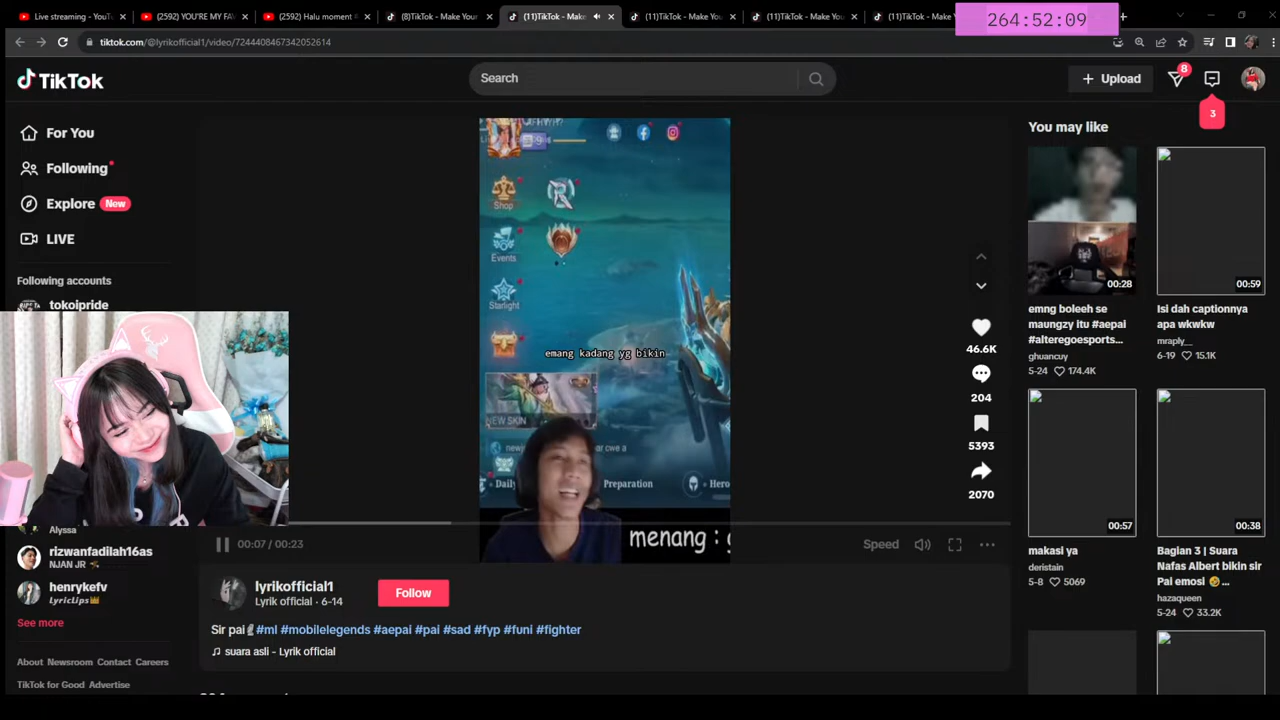 Live streaming - YouT
(2592) YOU'RE MY FAV
(2592) Halu moment #
(8)TikTok - Make Your
(11)TikTok - Make
(11)TikTok - Make You
(11)TikTok - Make You
(11)TikTok - Make You
264:52:09
tiktok.com/@lyrikofficial1/video/7244408467342052614
TikTok
Search
Upload
8
3
For You
Following
Explore New
LIVE
Following accounts
tokoipride
Alyssa
rizwanfadilah16as
NJAN JR
henrykefv
LyricLips
See more
About Newsroom Contact Careers
TikTok for Good Advertise
Shop
Events
Starlight
emang kadang yg bikin
NEW SKIN
Daily
Preparation
Hero
menang : g
46.6K
204
5393
2070
00:07 / 00:23
Speed
lyrikofficial1
Lyrik official · 6-14
Follow
Sir pai✌#ml #mobilelegends #aepai #pai #sad #fyp #funi #fighter
suara asli - Lyrik official
You may like
00:28
emng boleeh se
maungzy itu #aepai
#alteregoesports...
ghuancuy
5-24 174.4K
00:59
Isi dah captionnya
apa wkwkw
mraply__
6-19 15.1K
00:57
makasi ya
deristain
5-8 5069
00:38
Bagian 3 | Suara
Nafas Albert bikin sir
Pai emosi 🤣...
hazaqueen
5-24 33.2K